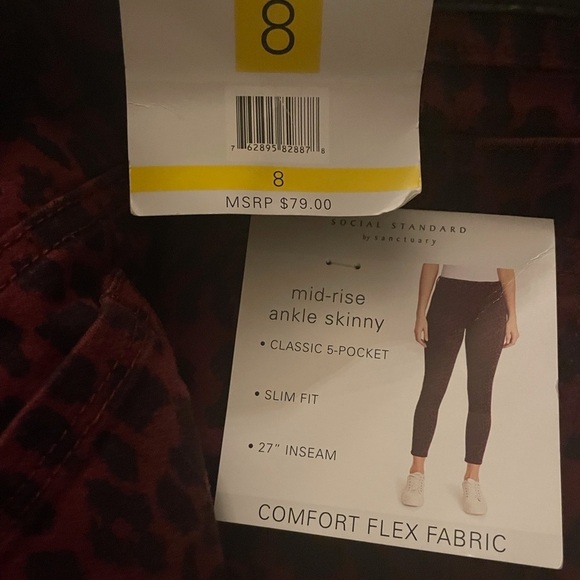 8
7 62895 82887 8
8
MSRP $79.00
SOCIAL STANDARD
by sanctuary
mid-rise
ankle skinny
• CLASSIC 5-POCKET
• SLIM FIT
• 27” INSEAM
COMFORT FLEX FABRIC